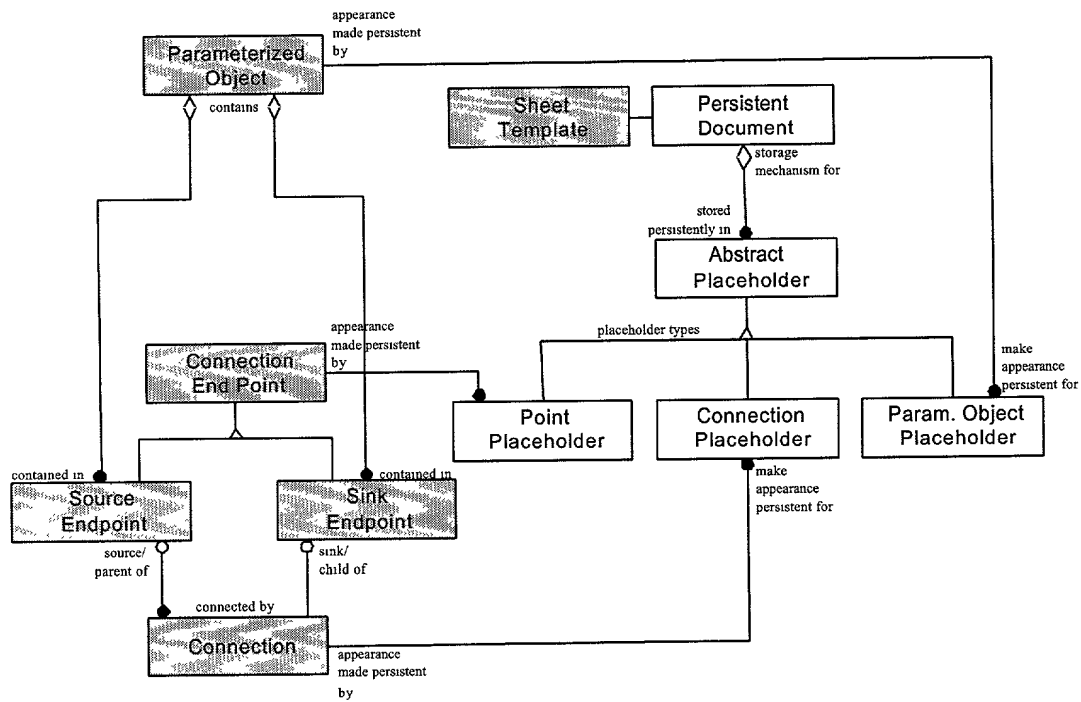 appearance
made persistent
by
Parameterized
Object
contains
Sheet
Template
Persistent
Document
storage
mechanism for
stored
persistently in
Abstract
Placeholder
placeholder types
appearance
made persistent
by
Connection
End Point
make
appearance
persistent for
Point
Placeholder
Connection
Placeholder
Param. Object
Placeholder
contained in
contained in
Source
Endpoint
Sink
Endpoint
make
appearance
persistent for
source/
parent of
sink/
child of
connected by
Connection
appearance
made persistent
by